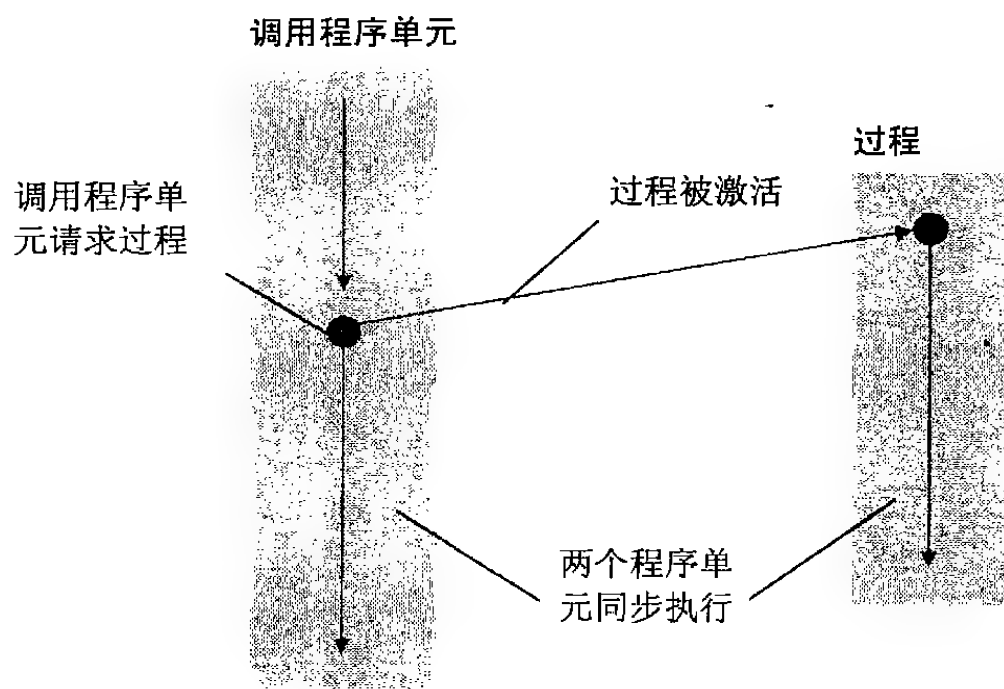 调用程序单元
过程
调用程序单
元请求过程
过程被激活
两个程序单
元同步执行